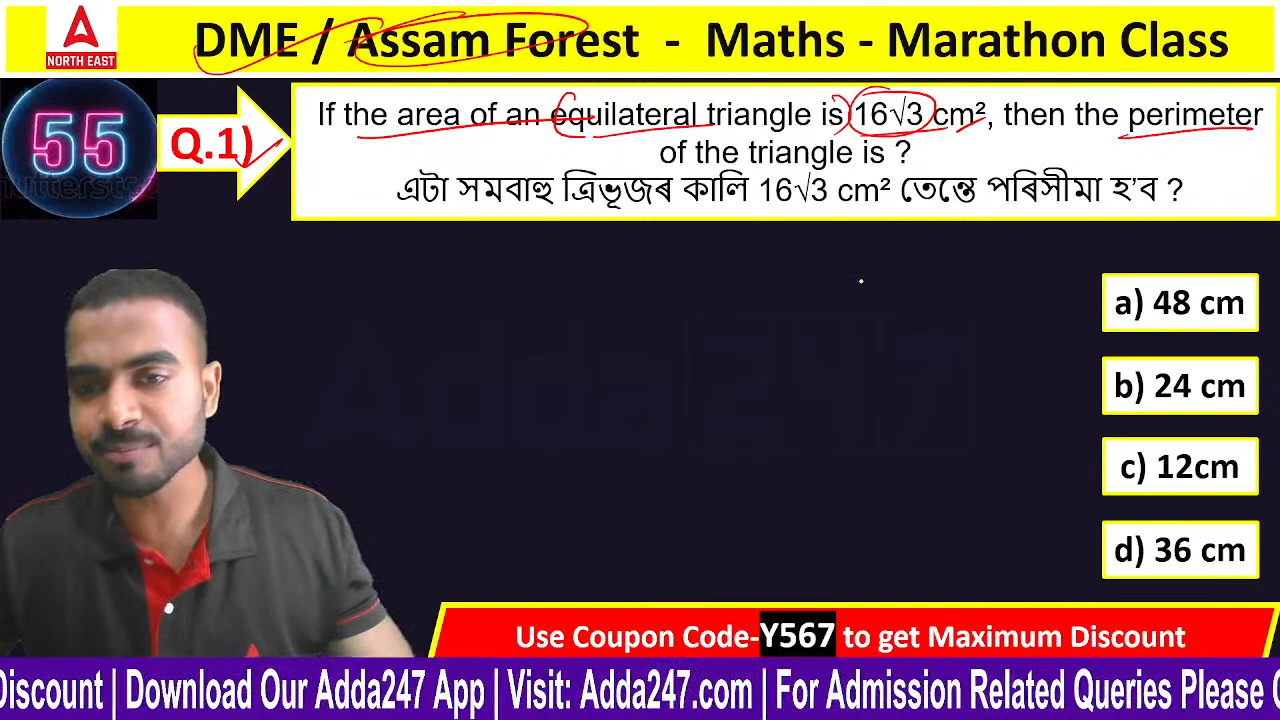 NORTH EAST
DME / Assam Forest - Maths - Marathon Class
55
Q.1)
If the area of an equilateral triangle is 16√3 cm², then the perimeter
of the triangle is ?
এটা সমবাহু ত্ৰিভূজৰ কালি 16√3 cm² তেন্তে পৰিসীমা হ'ব ?
Adda247
a) 48 cm
b) 24 cm
c) 12cm
d) 36 cm
Use Coupon Code-Y567 to get Maximum Discount
Discount | Download Our Adda247 App | Visit: Adda247.com | For Admission Related Queries Please